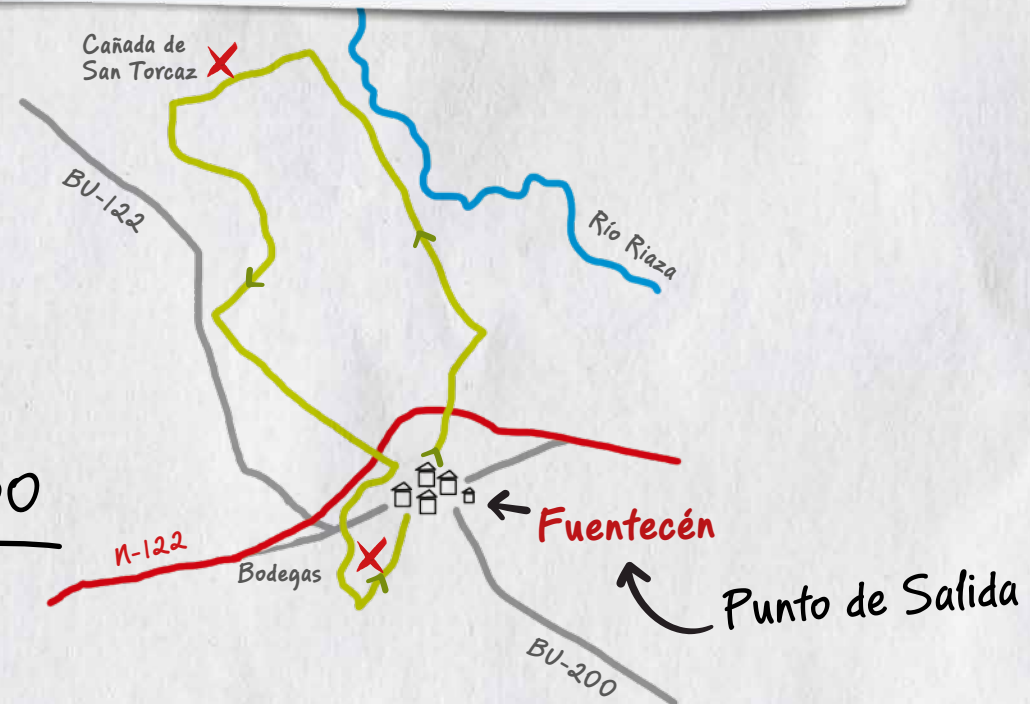 Cañada de
San Torcaz
BU-122
Río Riaza
N-122
Bodegas
Fuentecén
Punto de Salida
BU-200